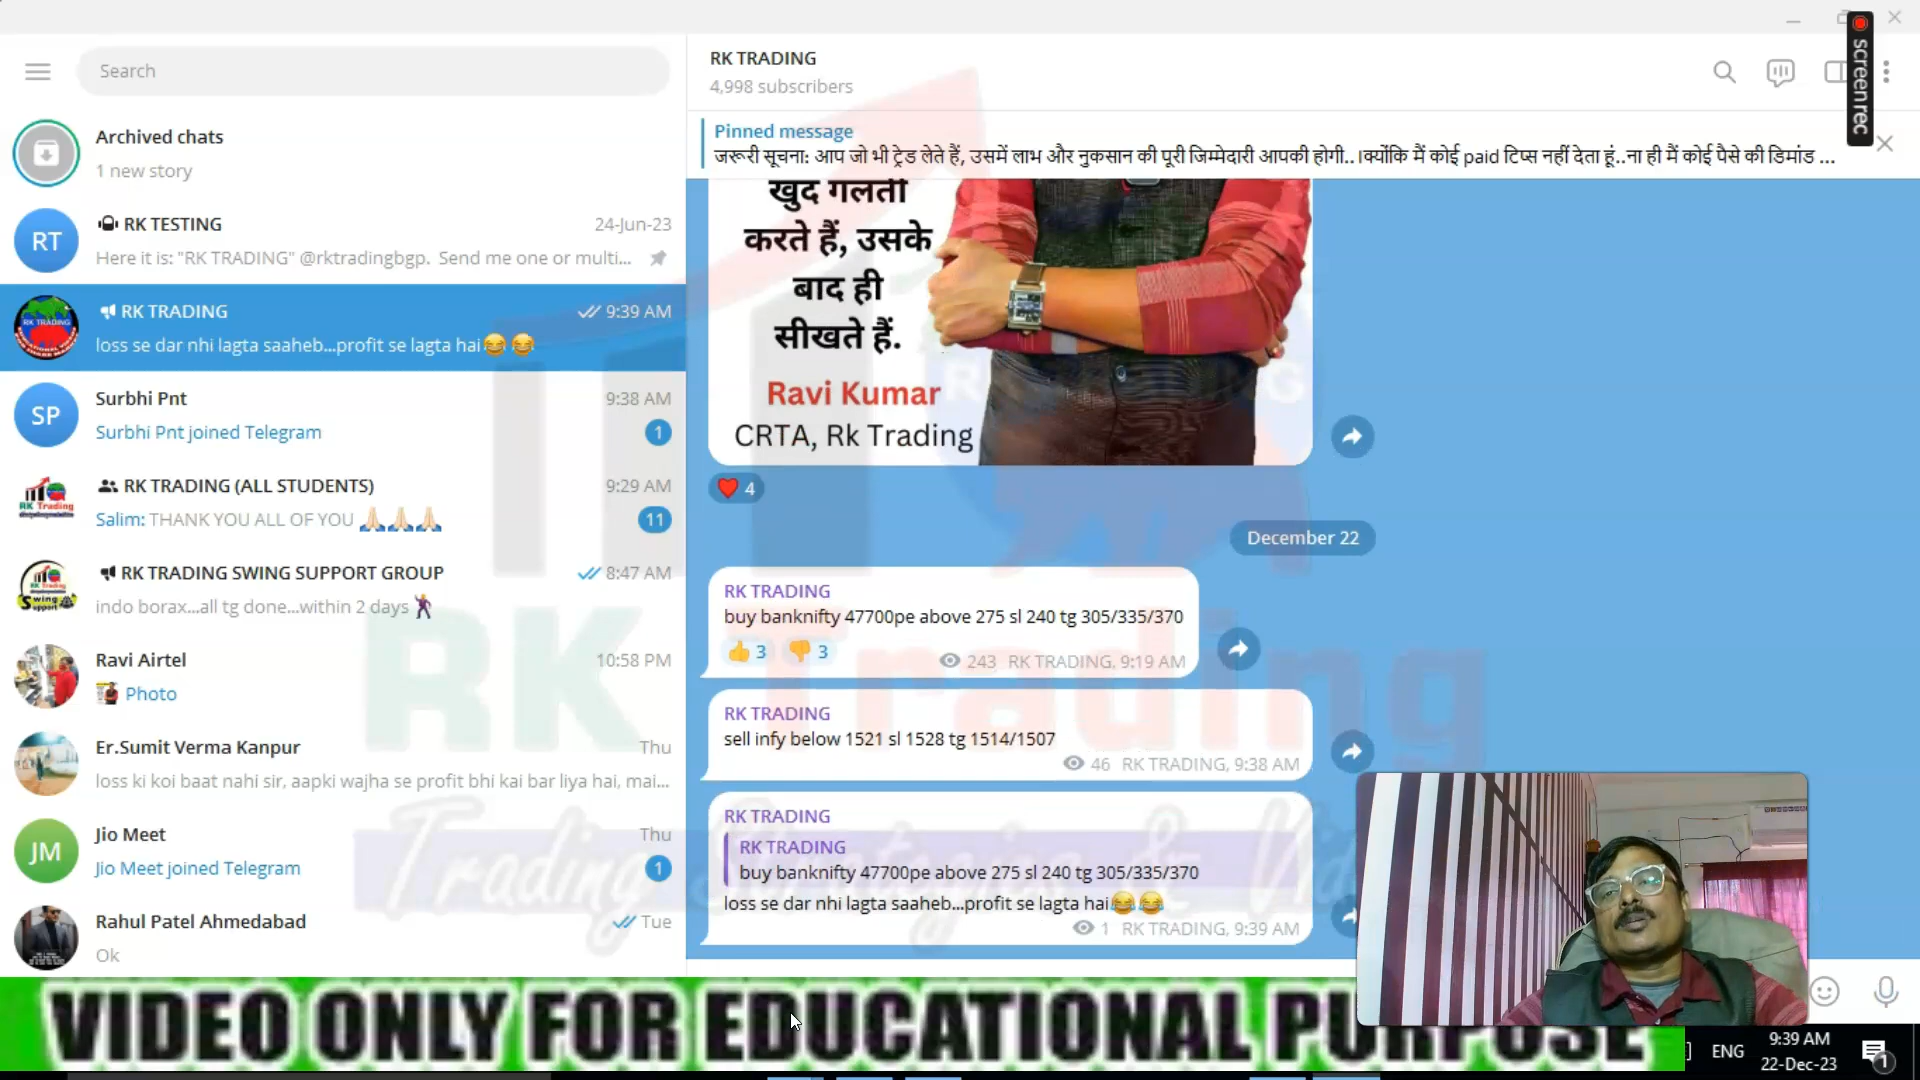 Search
Archived chats
1 new story
RT
RK TESTING
24-Jun-23
Here it is: "RK TRADING" @rktradingbgp. Send me one or multi...
RK TRADING
9:39 AM
loss se dar nhi lagta saaheb...profit se lagta hai😂😂
SP
Surbhi Pnt
9:38 AM
Surbhi Pnt joined Telegram
1
RK TRADING (ALL STUDENTS)
9:29 AM
Salim: THANK YOU ALL OF YOU 🙏🏻🙏🏻🙏🏻
11
RK TRADING SWING SUPPORT GROUP
8:47 AM
indo borax...all tg done...within 2 days🕺
Ravi Airtel
10:58 PM
Photo
Er.Sumit Verma Kanpur
Thu
loss ki koi baat nahi sir, aapki wajha se profit bhi kai bar liya hai, mai...
JM
Jio Meet
Thu
Jio Meet joined Telegram
1
Rahul Patel Ahmedabad
Tue
Ok
RK TRADING
4,998 subscribers
Pinned message
जरूरी सूचना: आप जो भी ट्रेड लेते हैं, उसमें लाभ और नुकसान की पूरी जिम्मेदारी आपकी होगी.. ।क्योंकि मैं कोई paid टिप्स नहीं देता हूं..ना ही मैं कोई पैसे की डिमांड ...
खुद गलती
करते हैं, उसके
बाद ही
सीखते हैं.
Ravi Kumar
CRTA, Rk Trading
❤️ 4
December 22
RK TRADING
buy banknifty 47700pe above 275 sl 240 tg 305/335/370
👍 3 👎 3
243 RK TRADING, 9:19 AM
RK TRADING
sell infy below 1521 sl 1528 tg 1514/1507
46 RK TRADING, 9:38 AM
RK TRADING
RK TRADING
buy banknifty 47700pe above 275 sl 240 tg 305/335/370
loss se dar nhi lagta saaheb...profit se lagta hai😂😂
1 RK TRADING, 9:39 AM
screenrec
RK Trading
Trading Strategies &
VIDEO ONLY FOR EDUCATIONAL PURPOSE
ENG
9:39 AM
22-Dec-23
1